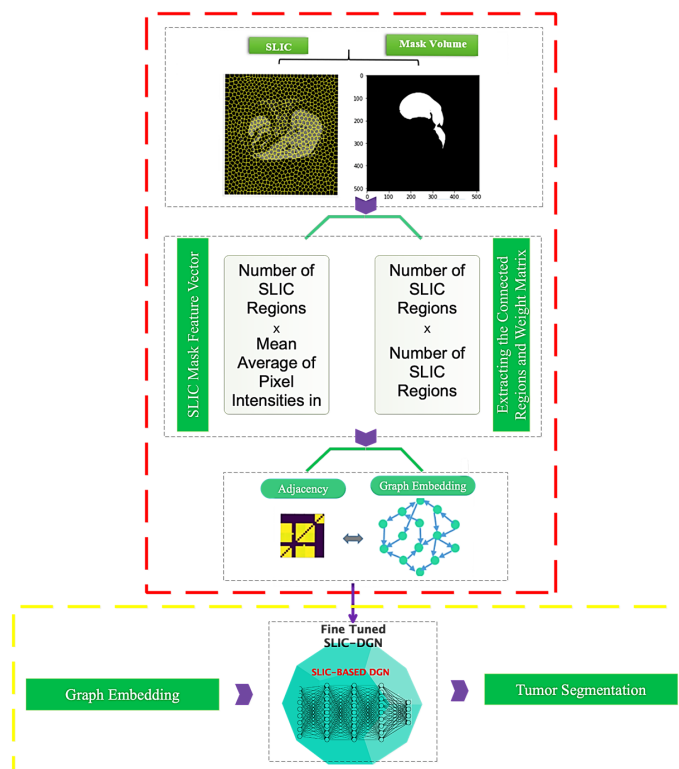 SLIC
Mask Volume
0
100
200
300
400
500
0
100
200
300
400
500
SLIC Mask Feature Vector
Number of
SLIC
Regions
x
Mean
Average of
Pixel
Intensities in
Number of
SLIC
Regions
x
Number of
SLIC
Regions
Extracting the Connected
Regions and Weight Matrix
Adjacency
Graph Embedding
Fine Tuned
SLIC-DGN
SLIC-BASED DGN
Graph Embedding
Tumor Segmentation